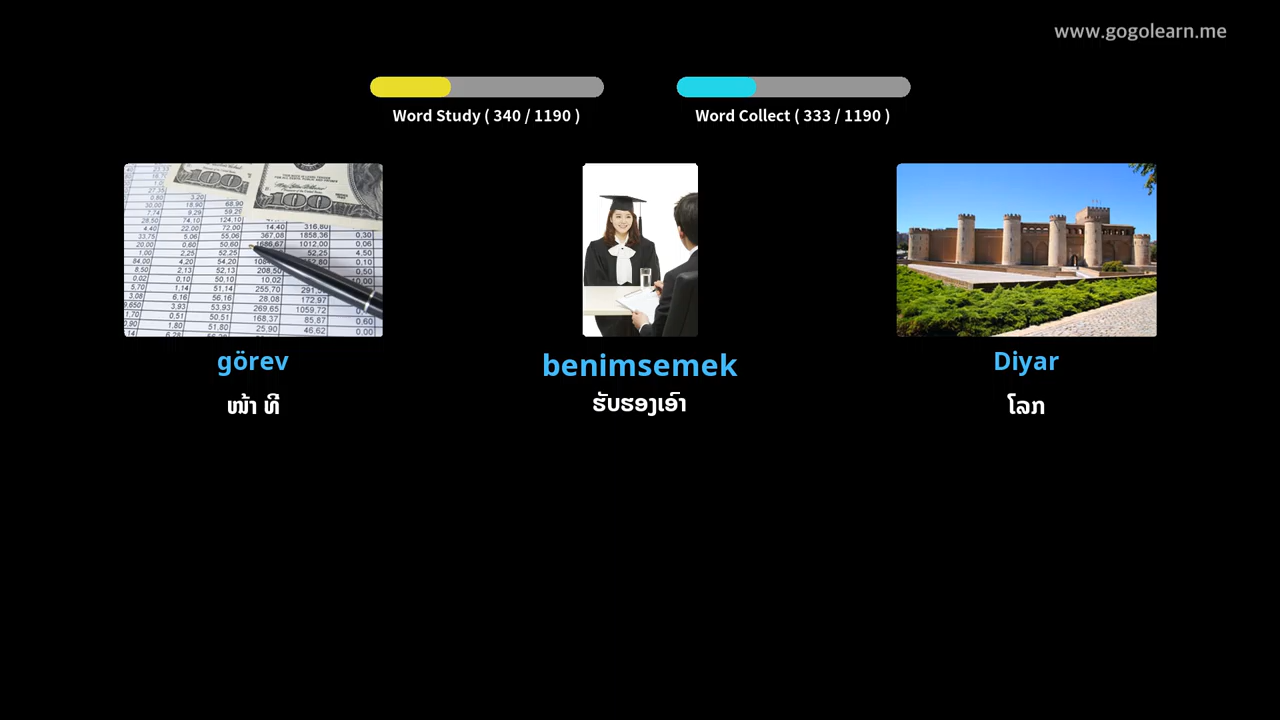 www.gogolearn.me
Word Study ( 340 / 1190 )
Word Collect ( 333 / 1190 )
görev
benimsemek
Diyar
ໜ້າ ທີ
ຮັບຮອງເອົາ
ໂລກ